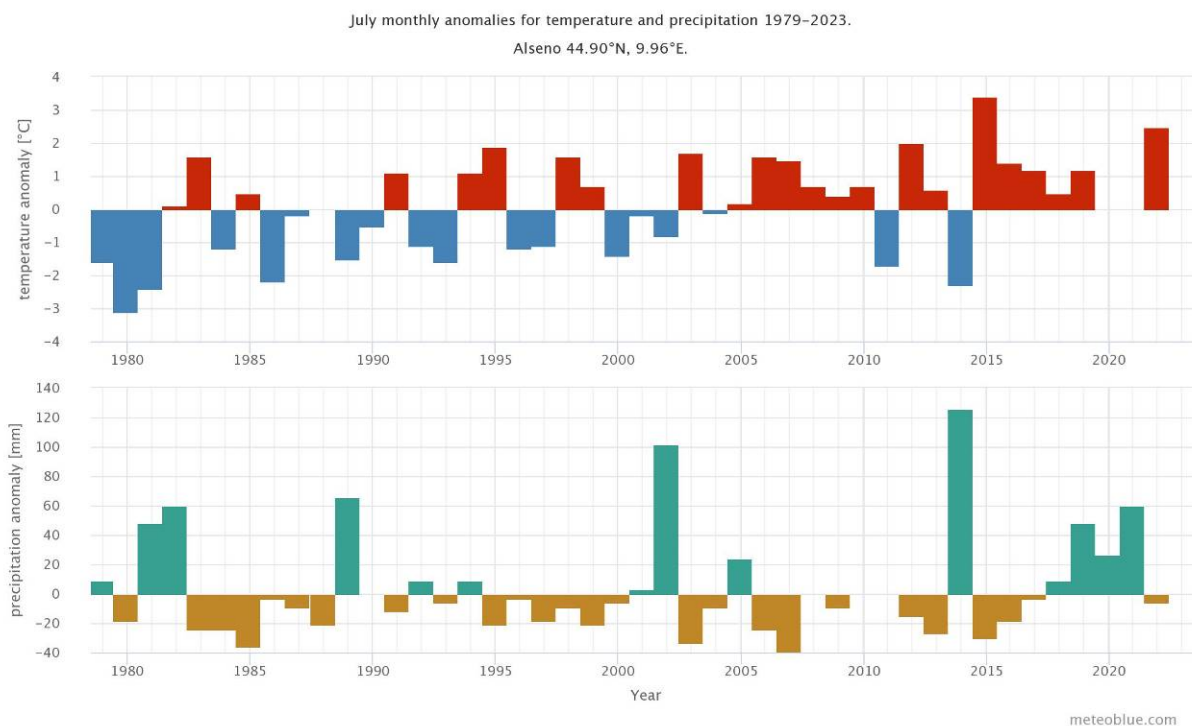 July monthly anomalies for temperature and precipitation 1979–2023.
Alseno 44.90°N, 9.96°E.
temperature anomaly [°C]
4
3
2
1
0
−1
−2
−3
−4
1980 1985 1990 1995 2000 2005 2010 2015 2020
precipitation anomaly [mm]
140
120
100
80
60
40
20
0
−20
−40
1980 1985 1990 1995 2000 2005 2010 2015 2020
Year
meteoblue.com